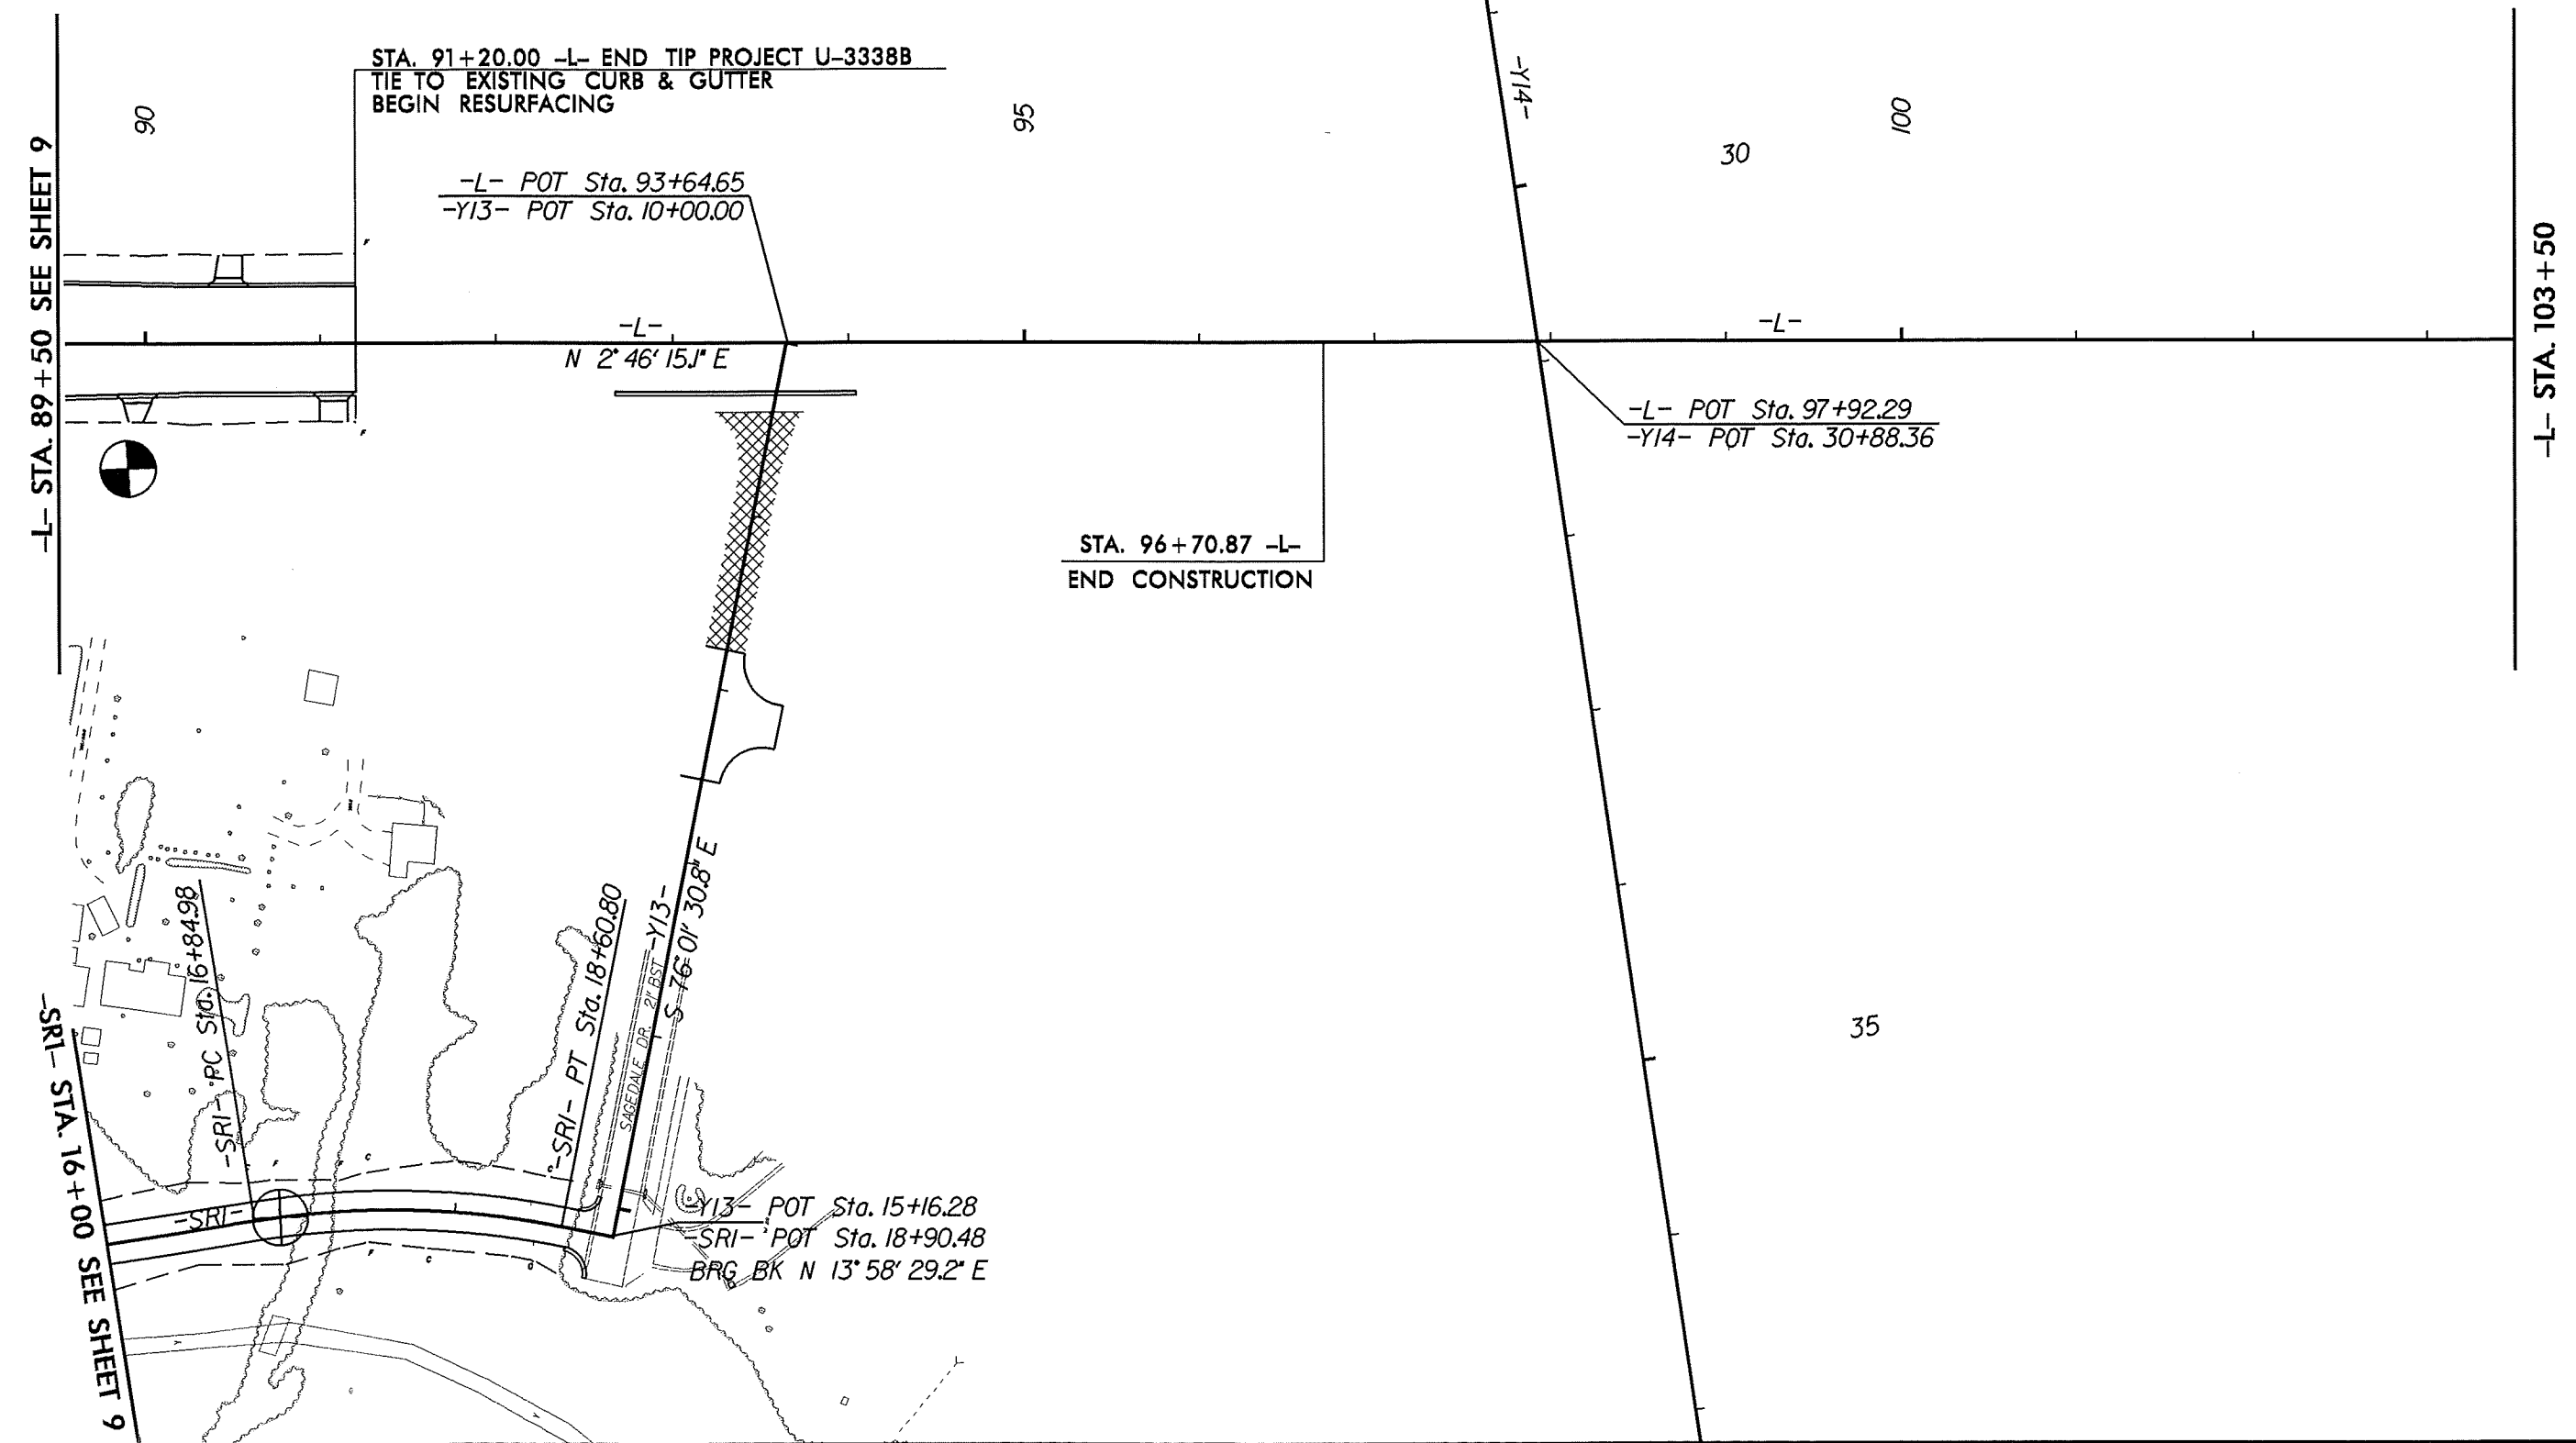 STA. 91+20.00 -L- END TIP PROJECT U-3338B
TIE TO EXISTING CURB & GUTTER
BEGIN RESURFACING
90
95
-Y14-
100
30
-L- STA. 89+50 SEE SHEET 9
-L- POT Sta. 93+64.65
-Y13- POT Sta. 10+00.00
F
-L-
N 2° 46' 15.1" E
-L-
-L- STA. 103+50
-L- POT Sta. 97+92.29
-Y14- POT Sta. 30+88.36
F
STA. 96+70.87 -L-
END CONSTRUCTION
-SR1- PC Sta. 16+84.98
-SR1- PT Sta. 18+60.80
SAGEDALE DR. 21' BST
-Y13-
S 76° 01' 30.8" E
35
-SR1- STA. 16+00 SEE SHEET 9
-SR1-
F
F
C
C
F
C
-Y13- POT Sta. 15+16.28
-SR1- POT Sta. 18+90.48
BRG BK N 13° 58' 29.2" E